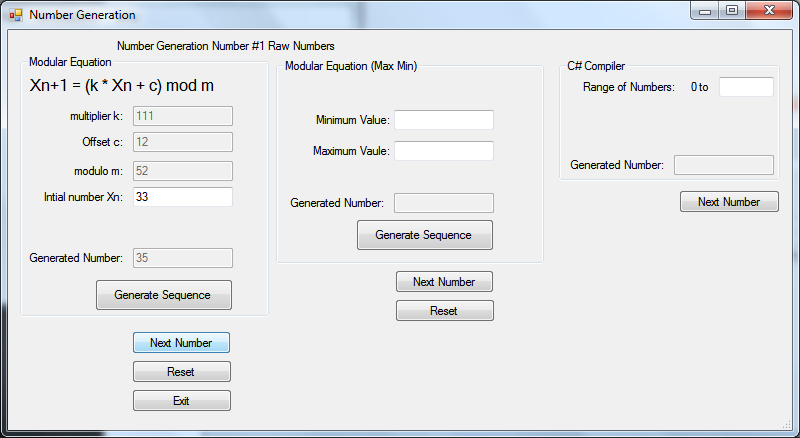 Number Generation
Number Generation Number #1 Raw Numbers
Modular Equation
Xn+1 = (k * Xn + c) mod m
multiplier k: 111
Offset c: 12
modulo m: 52
Intial number Xn: 33
Generated Number: 35
Generate Sequence
Next Number
Reset
Exit
Modular Equation (Max Min)
Minimum Value:
Maximum Vaule:
Generated Number:
Generate Sequence
Next Number
Reset
C# Compiler
Range of Numbers: 0 to
Generated Number:
Next Number